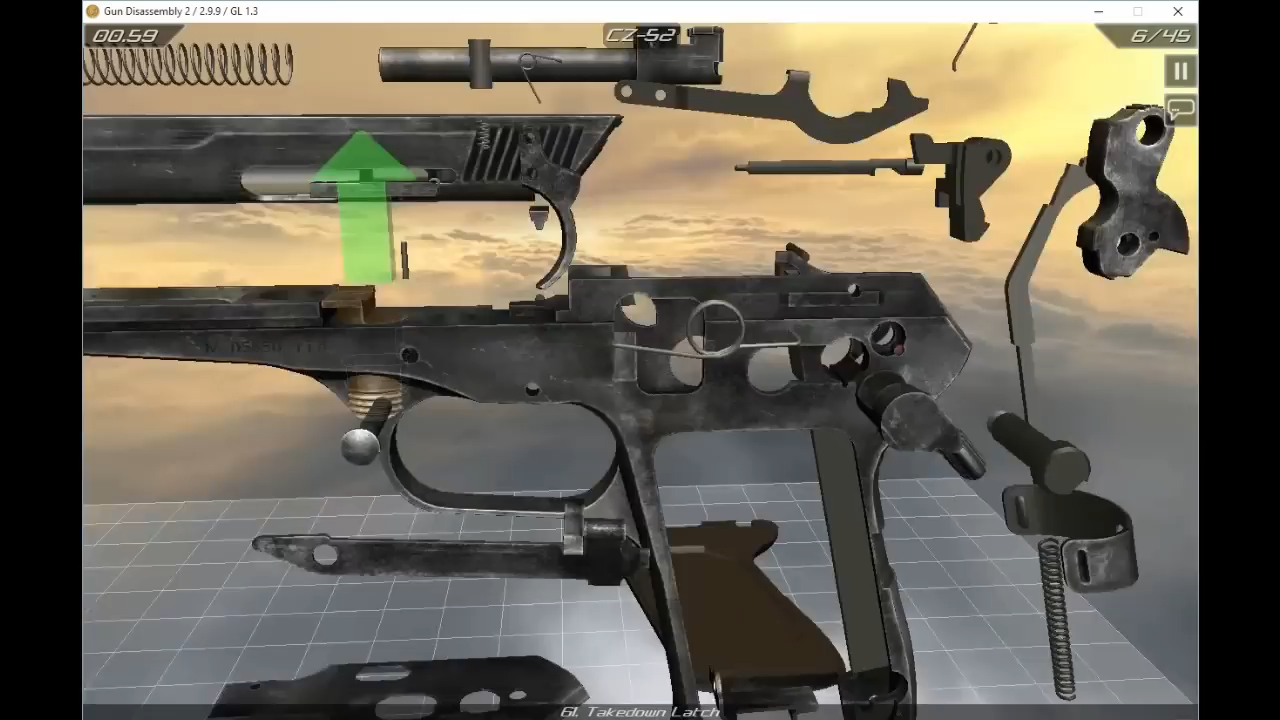 Gun Disassembly 2 / 2.9.9 / GL 1.3
00.59
CZ-52
6/45
61. Takedown Latch